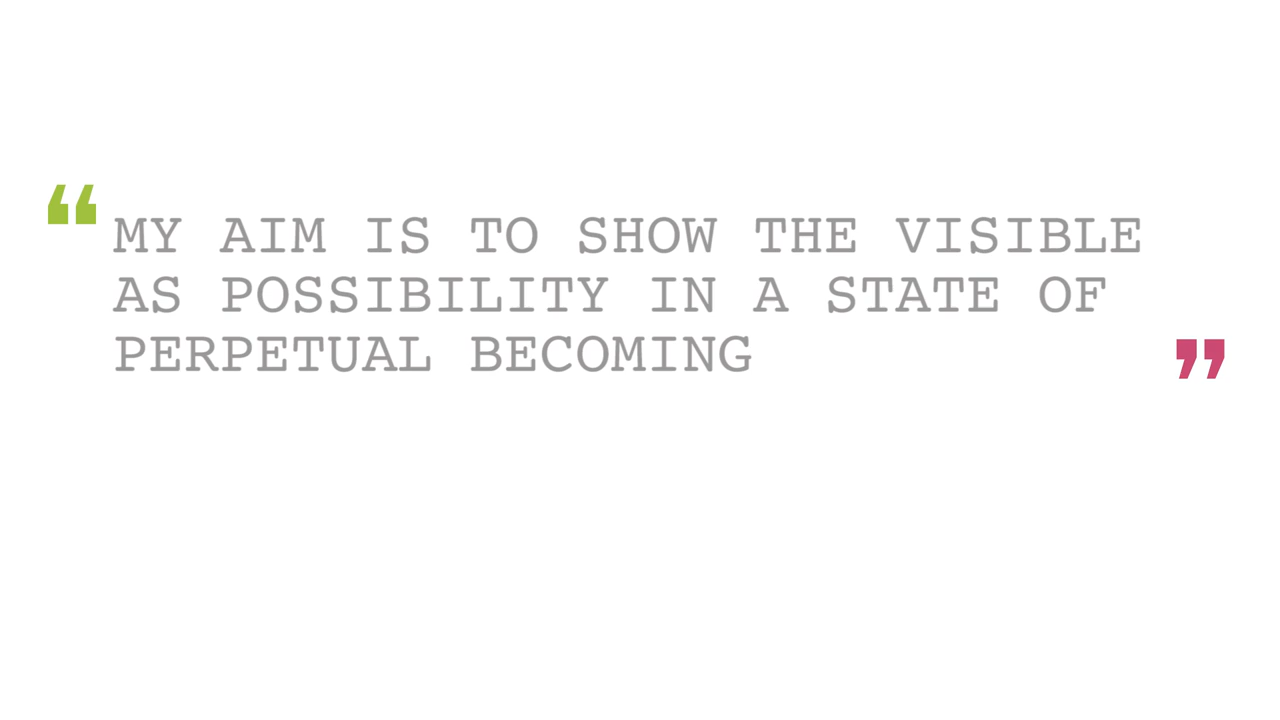 “MY AIM IS TO SHOW THE VISIBLE
AS POSSIBILITY IN A STATE OF
PERPETUAL BECOMING”